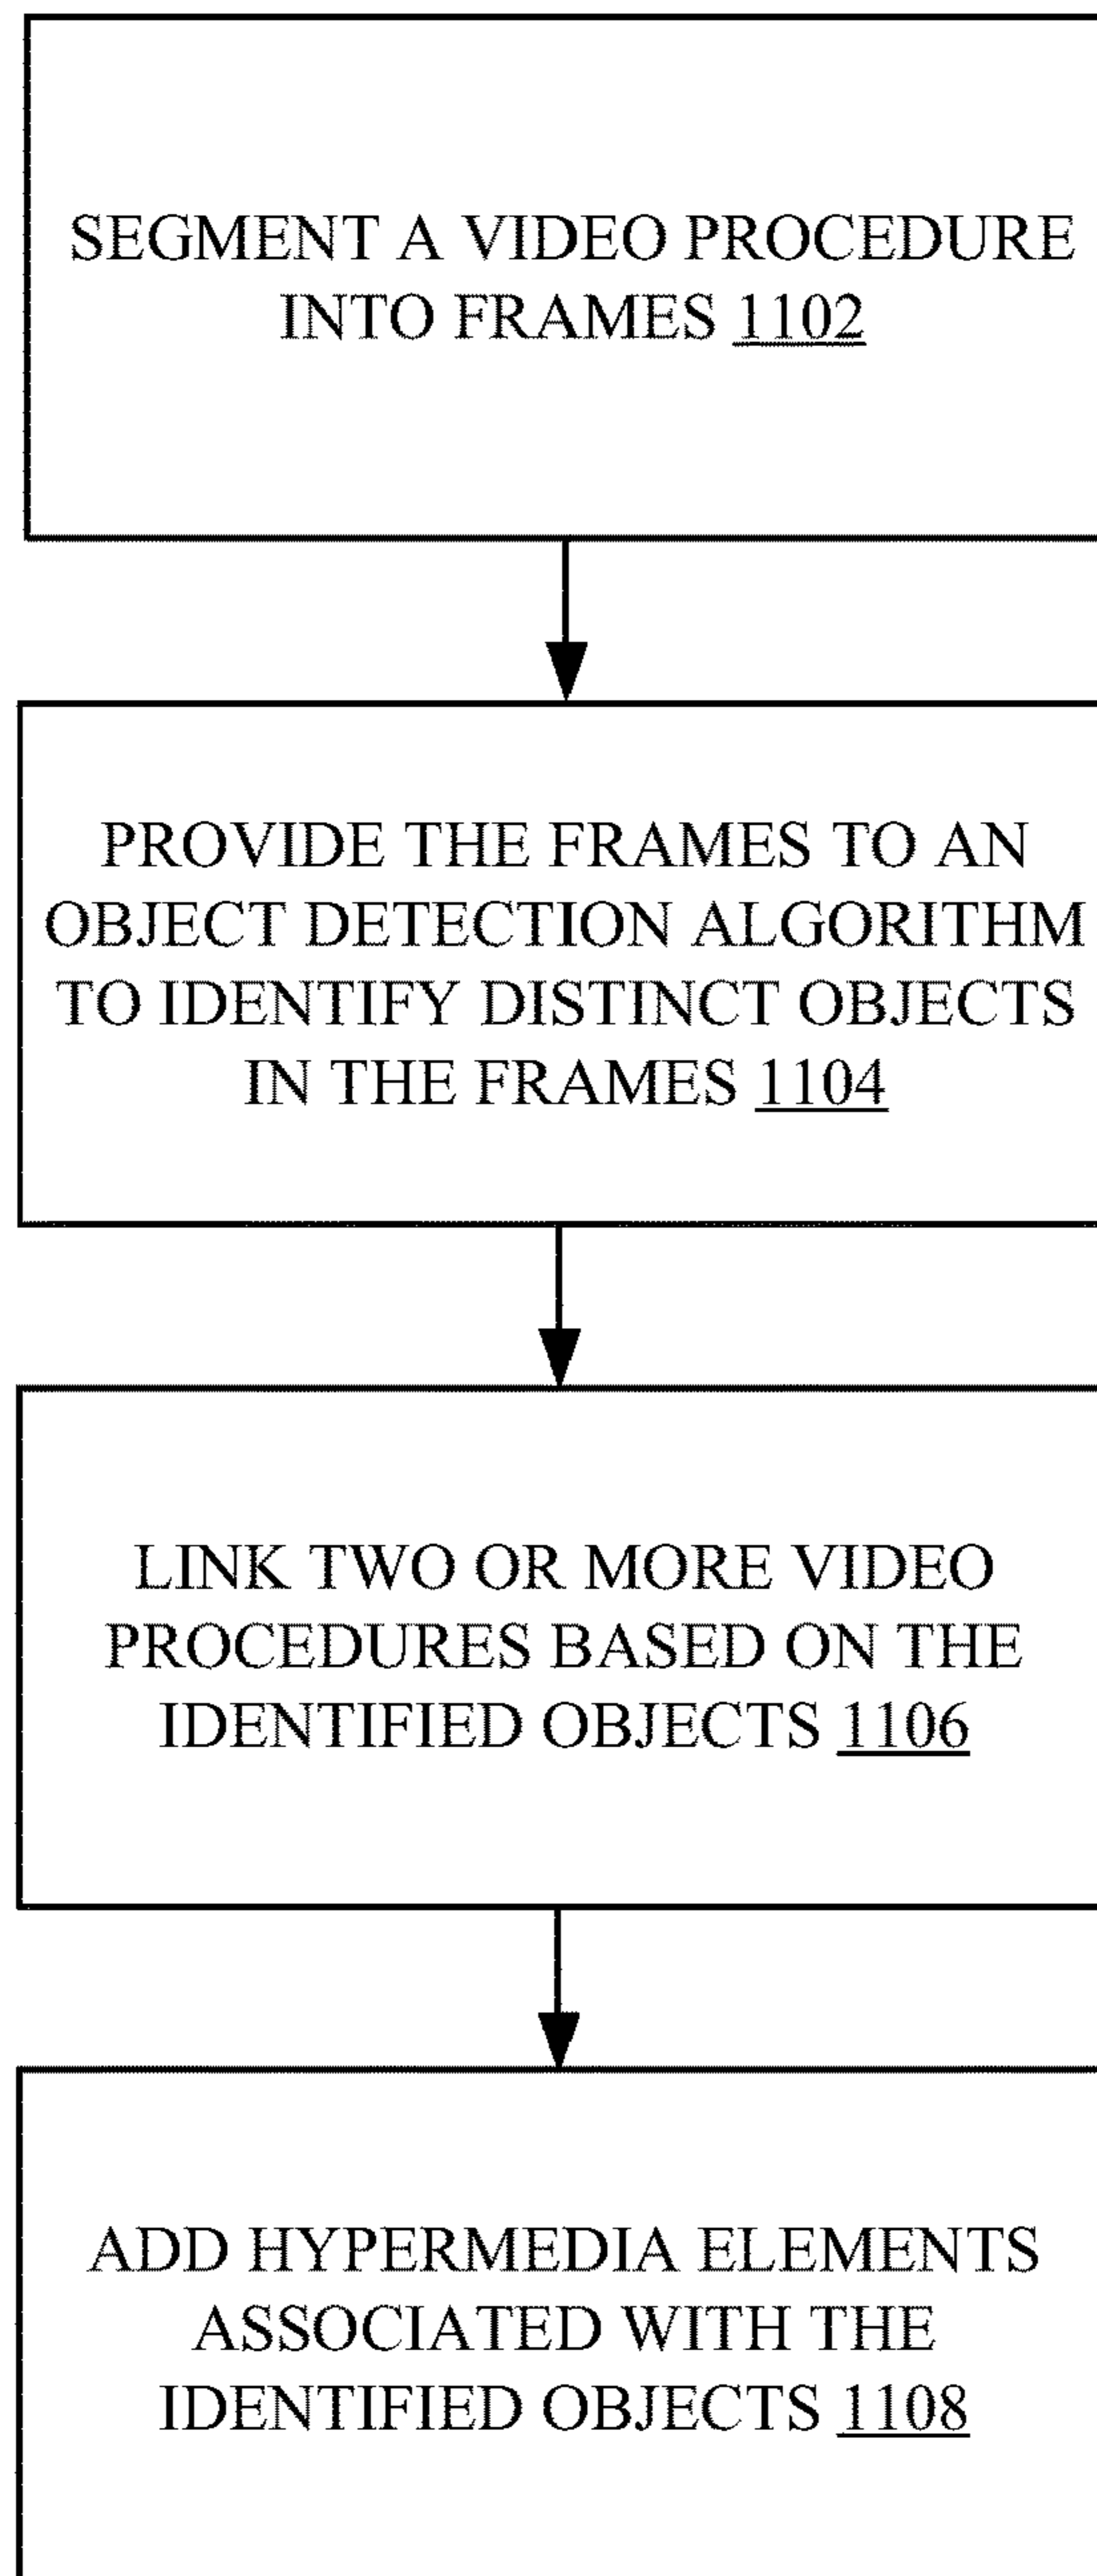 SEGMENT A VIDEO PROCEDURE
INTO FRAMES 1102
PROVIDE THE FRAMES TO AN
OBJECT DETECTION ALGORITHM
TO IDENTIFY DISTINCT OBJECTS
IN THE FRAMES 1104
LINK TWO OR MORE VIDEO
PROCEDURES BASED ON THE
IDENTIFIED OBJECTS 1106
ADD HYPERMEDIA ELEMENTS
ASSOCIATED WITH THE
IDENTIFIED OBJECTS 1108